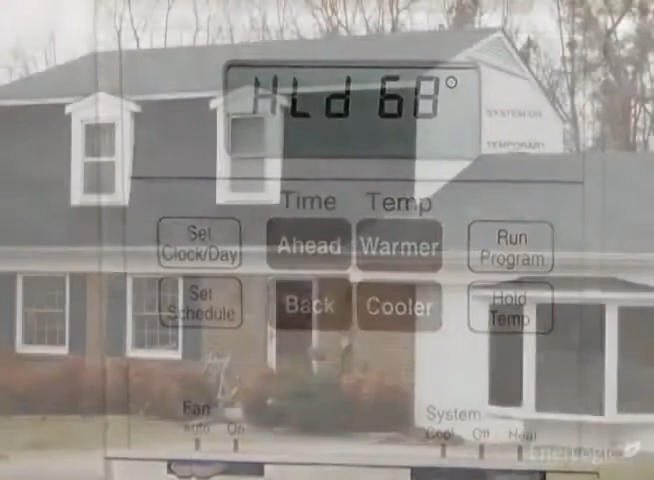 HLd 68°
SYSTEM ON
TEMPORARY
Time Temp
Set Clock/Day
Ahead
Warmer
Run Program
Set Schedule
Back
Cooler
Hold Temp
Fan
Auto On
System
Cool Off Heat